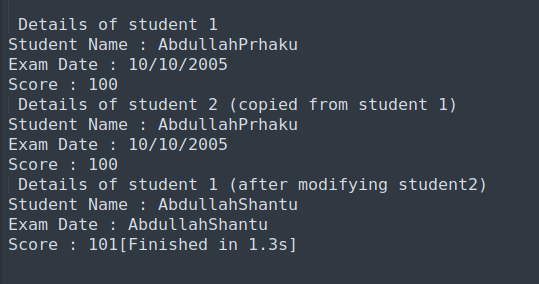 Details of student 1
Student Name : AbdullahPrhaku
Exam Date : 10/10/2005
Score : 100
Details of student 2 (copied from student 1)
Student Name : AbdullahPrhaku
Exam Date : 10/10/2005
Score : 100
Details of student 1 (after modifying student2)
Student Name : AbdullahShantu
Exam Date : AbdullahShantu
Score : 101[Finished in 1.3s]